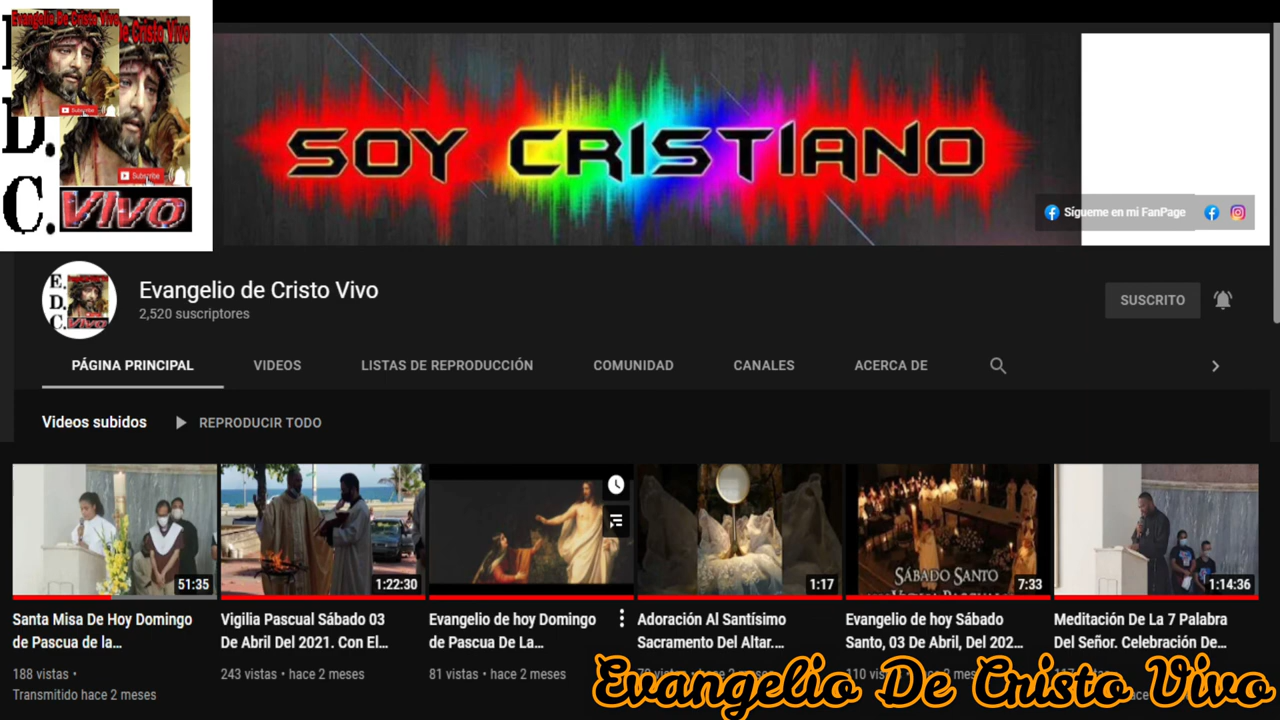 Evangelio De Cristo Vivo
de Cristo Vivo
Subscribe
D.
Subscribe
C. Vivo
SOY CRISTIANO
Sígueme en mi FanPage
E.
D.
C. Vivo
Evangelio de Cristo Vivo
2,520 suscriptores
SUSCRITO
PÁGINA PRINCIPAL VIDEOS LISTAS DE REPRODUCCIÓN COMUNIDAD CANALES ACERCA DE
Videos subidos REPRODUCIR TODO
51:35
1:22:30
1:17
SÁBADO SANTO
7:33
1:14:36
Santa Misa De Hoy Domingo
de Pascua de la...
188 vistas •
Transmitido hace 2 meses
Vigilia Pascual Sábado 03
De Abril Del 2021. Con El...
243 vistas • hace 2 meses
Evangelio de hoy Domingo
de Pascua De La...
81 vistas • hace 2 meses
Adoración Al Santísimo
Sacramento Del Altar...
Evangelio de hoy Sábado
Santo, 03 De Abril, Del 202...
Meditación De La 7 Palabra
Del Señor. Celebración De...
Evangelio De Cristo Vivo